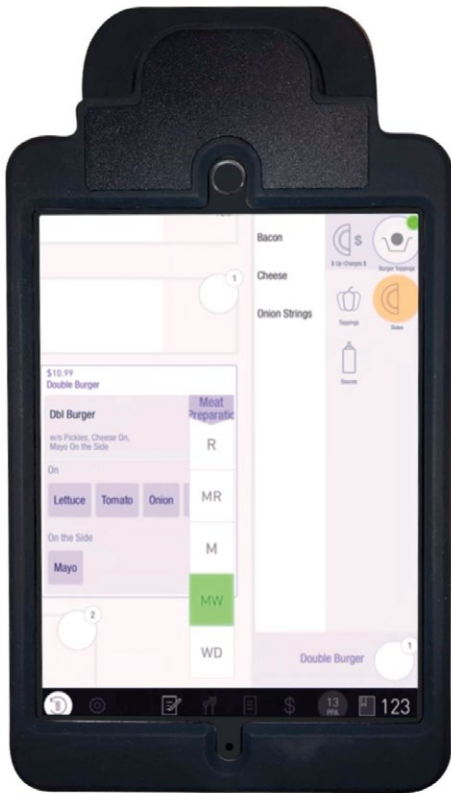 1
$10.99
Double Burger
Dbl Burger
w/o Pickles, Cheese On,
Mayo On the Side
On
Lettuce
Tomato
Onion
On the Side
Mayo
2
Meat
Preparatio
R
MR
M
MW
WD
Bacon
Cheese
Onion Strings
$
$ Up-Charges $
Burger Toppings
Toppings
Sides
Sauces
Double Burger
1
$
13
PPA
123